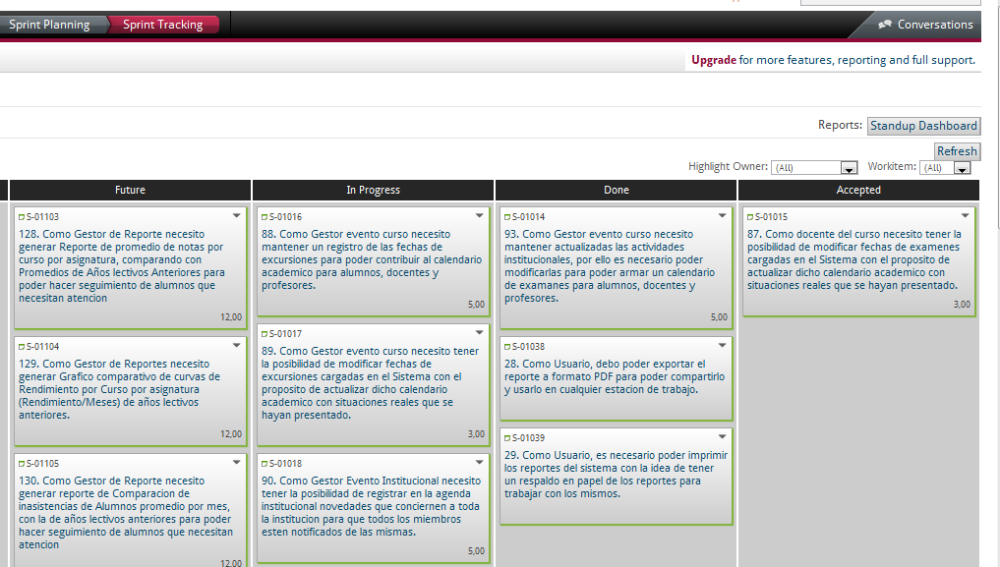 Sprint Planning
Sprint Tracking
Conversations
Upgrade for more features, reporting and full support.
Reports: Standup Dashboard
Refresh
Highlight Owner: (All) Workitem: (All)
Future
S-01103
128. Como Gestor de Reporte necesito
generar Reporte de promedio de notas por
curso por asignatura, comparando con
Promedios de Años lectivos Anteriores para
poder hacer seguimiento de alumnos que
necesitan atencion
12,00
S-01104
129. Como Gestor de Reportes necesito
generar Grafico comparativo de curvas de
Rendimiento por Curso por asignatura
(Rendimiento/Meses) de años lectivos
anteriores.
12,00
S-01105
130. Como Gestor de Reporte necesito
generar reporte de Comparacion de
inasistencias de Alumnos promedio por mes,
con la de años lectivos anteriores para poder
hacer seguimiento de alumnos que necesitan
atencion
12,00
In Progress
S-01016
88. Como Gestor evento curso necesito
mantener un registro de las fechas de
excursiones para poder contribuir al calendario
academico para alumnos, docentes y
profesores.
5,00
S-01017
89. Como Gestor evento curso necesito tener
la posibilidad de modificar fechas de
excursiones cargadas en el Sistema con el
proposito de actualizar dicho calendario
academico con situaciones reales que se
hayan presentado.
3,00
S-01018
90. Como Gestor Evento Institucional necesito
tener la posibilidad de registrar en la agenda
institucional novedades que conciernen a toda
la institucion para que todos los miembros
esten notificados de las mismas.
5,00
Done
S-01014
93. Como Gestor evento curso necesito
mantener actualizadas las actividades
institucionales, por ello es necesario poder
modificarlas para poder armar un calendario
de examanes para alumnos, docentes y
profesores.
5,00
S-01038
28. Como Usuario, debo poder exportar el
reporte a formato PDF para poder compartirlo
y usarlo en cualquier estacion de trabajo.
S-01039
29. Como Usuario, es necesario poder imprimir
los reportes del sistema con la idea de tener
un respaldo en papel de los reportes para
trabajar con los mismos.
Accepted
S-01015
87. Como docente del curso necesito tener la
posibilidad de modificar fechas de examenes
cargadas en el Sistema con el proposito de
actualizar dicho calendario academico con
situaciones reales que se hayan presentado.
3,00